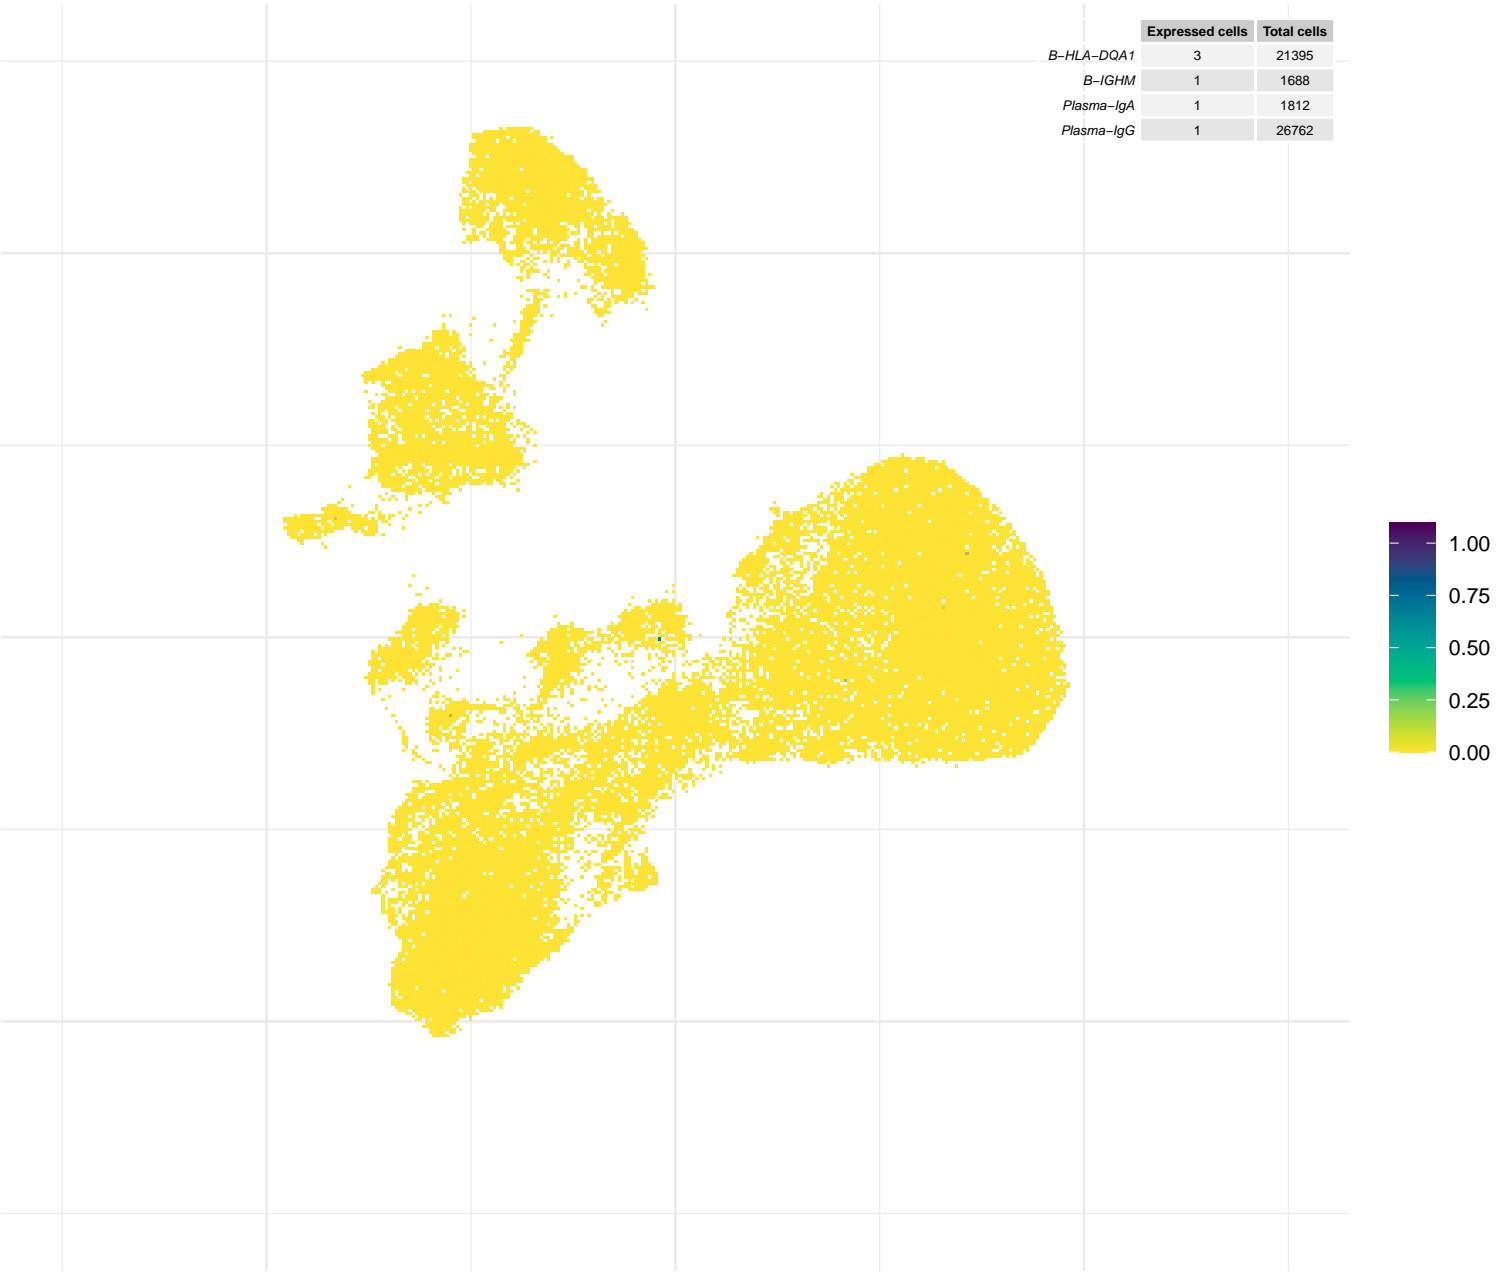 Expressed cells Total cells
B−HLA−DQA1 3 21395
B−IGHM 1 1688
Plasma−IgA 1 1812
Plasma−IgG 1 26762
1.00
0.75
0.50
0.25
0.00